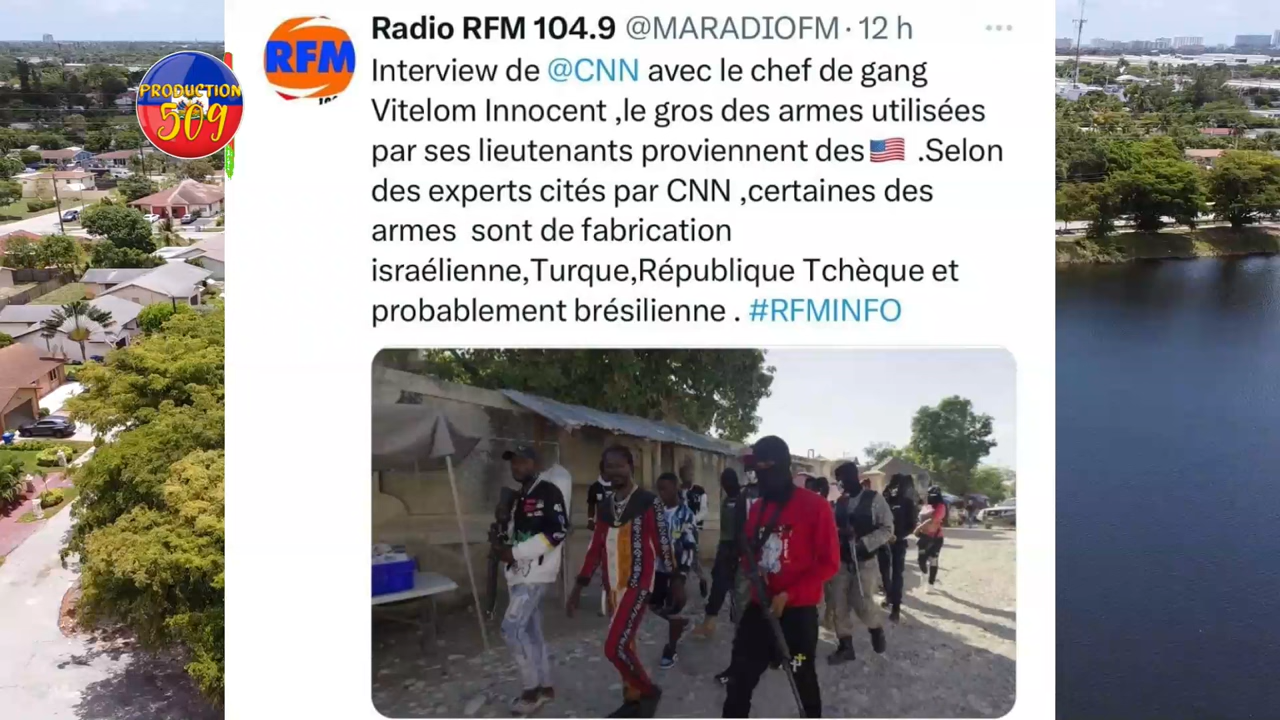 Radio RFM 104.9 @MARADIOFM · 12 h
RFM
PRODUCTION
509
Interview de @CNN avec le chef de gang
Vitelom Innocent ,le gros des armes utilisées
par ses lieutenants proviennent des🇺🇸 .Selon
des experts cités par CNN ,certaines des
armes sont de fabrication
israélienne,Turque,République Tchèque et
probablement brésilienne . #RFMINFO